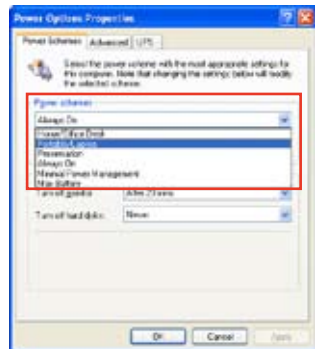 Power Options Properties
Power Schemes Advanced UPS
Select the power scheme with the most appropriate settings for
this computer. Note that changing the settings below will modify
the selected scheme.
Power schemes
Always On
Home/Office Desk
Portable/Laptop
Presentation
Always On
Minimal Power Management
Max Battery
Turn off monitor: After 20 mins
Turn off hard disks: Never
OK Cancel Apply